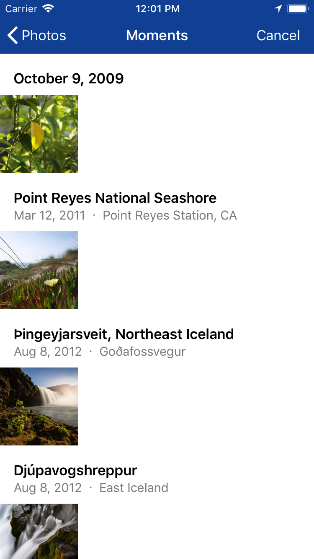 Carrier 12:01 PM
Photos Moments Cancel
October 9, 2009
Point Reyes National Seashore
Mar 12, 2011 · Point Reyes Station, CA
Þingeyjarsveit, Northeast Iceland
Aug 8, 2012 · Goðafossvegur
Djúpavogshreppur
Aug 8, 2012 · East Iceland